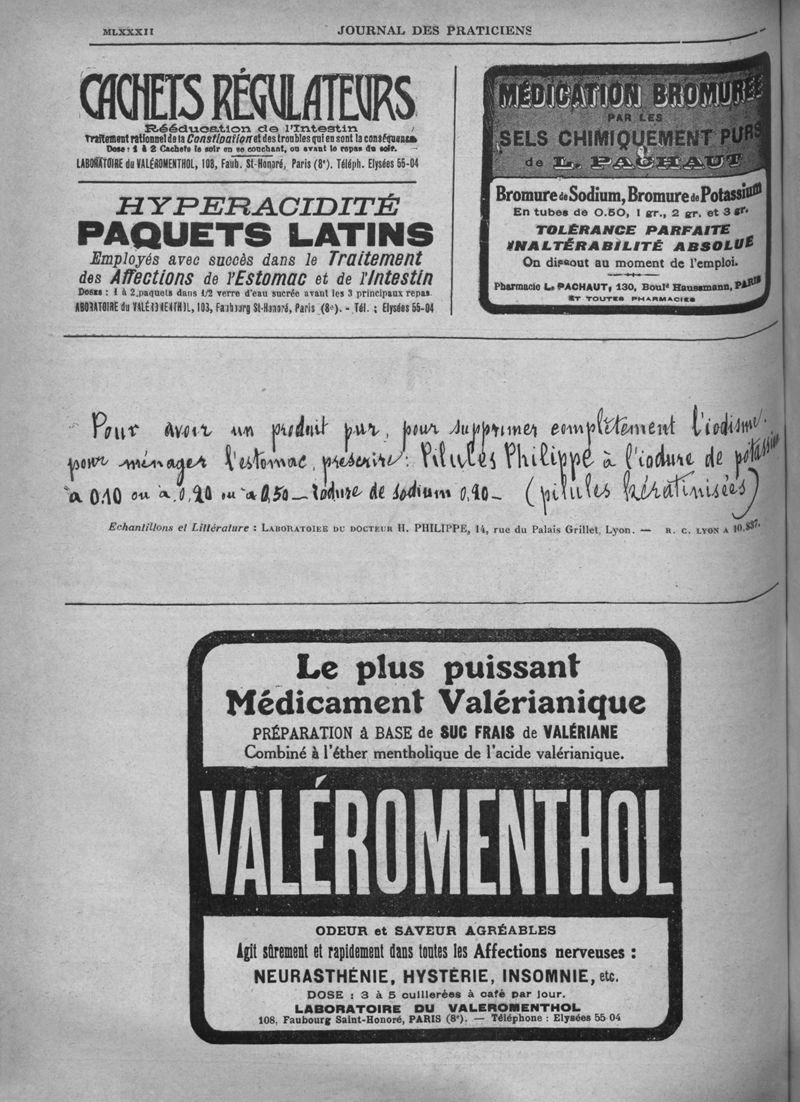 MLXXXII
JOURNAL DES PRATICIENS
CACHETS RÉGULATEURS
Rééducation de l'Intestin
Traitement rationnel de la Constipation et des troubles qui en sont la conséquence
Dose : 1 à 2 Cachets le soir en se couchant, ou avant le repas du soir.
LABORATOIRE du VALÉROMENTHOL, 108, Faub. St-Honoré, Paris (8e). Téléph. Elysées 55-04
HYPERACIDITÉ
PAQUETS LATINS
Employés avec succès dans le Traitement
des Affections de l'Estomac et de l'Intestin
Doses : 1 à 2 paquets dans 1/2 verre d'eau sucrée avant les 3 principaux repas
ABORATOIRE du VALÉROMENTHOL, 103, Faubourg St-Honoré, Paris (8e). - Tél. : Elysées 55-04
MÉDICATION BROMURÉE
PAR LES
SELS CHIMIQUEMENT PURS
de L. PACHAUT
Bromure de Sodium, Bromure de Potassium
En tubes de 0.50, 1 gr., 2 gr. et 3 gr.
TOLÉRANCE PARFAITE
INALTÉRABILITÉ ABSOLUE
On dissout au moment de l'emploi.
Pharmacie L. PACHAUT, 130, Bould Haussmann, PARIS
ET TOUTES PHARMACIES
Pour avoir un produit pur, pour supprimer complètement l'iodisme,
pour ménager l'estomac, prescrire : Pilules Philippe à l'iodure de potassium
à 0.10 ou à 0.20 ou à 0,50 — iodure de sodium 0,20 — (pilules kératinisées)
Echantillons et Littérature : LABORATOIRE DU DOCTEUR H. PHILIPPE, 14, rue du Palais Grillet, Lyon. — R. C. LYON A 10.837.
Le plus puissant
Médicament Valérianique
PRÉPARATION à BASE de SUC FRAIS de VALÉRIANE
Combiné à l'éther mentholique de l'acide valérianique.
VALÉROMENTHOL
ODEUR et SAVEUR AGRÉABLES
Agit sûrement et rapidement dans toutes les Affections nerveuses :
NEURASTHÉNIE, HYSTÉRIE, INSOMNIE, etc.
DOSE : 3 à 5 cuillerées à café par jour.
LABORATOIRE DU VALEROMENTHOL
108, Faubourg Saint-Honoré, PARIS (8e). — Téléphone : Elysées 55 04